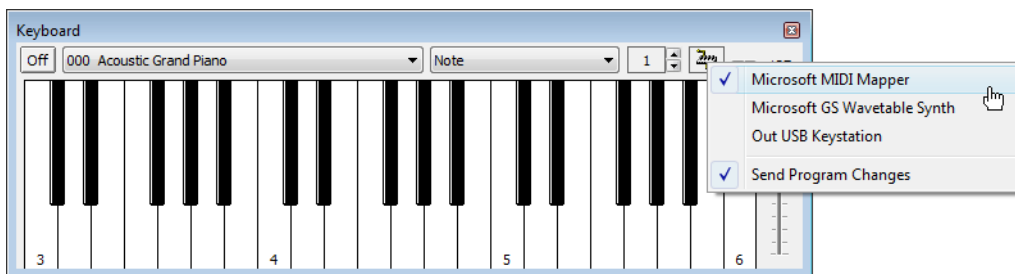 Keyboard
Off 000 Acoustic Grand Piano Note 1
Microsoft MIDI Mapper
Microsoft GS Wavetable Synth
Out USB Keystation
Send Program Changes
3 4 5 6